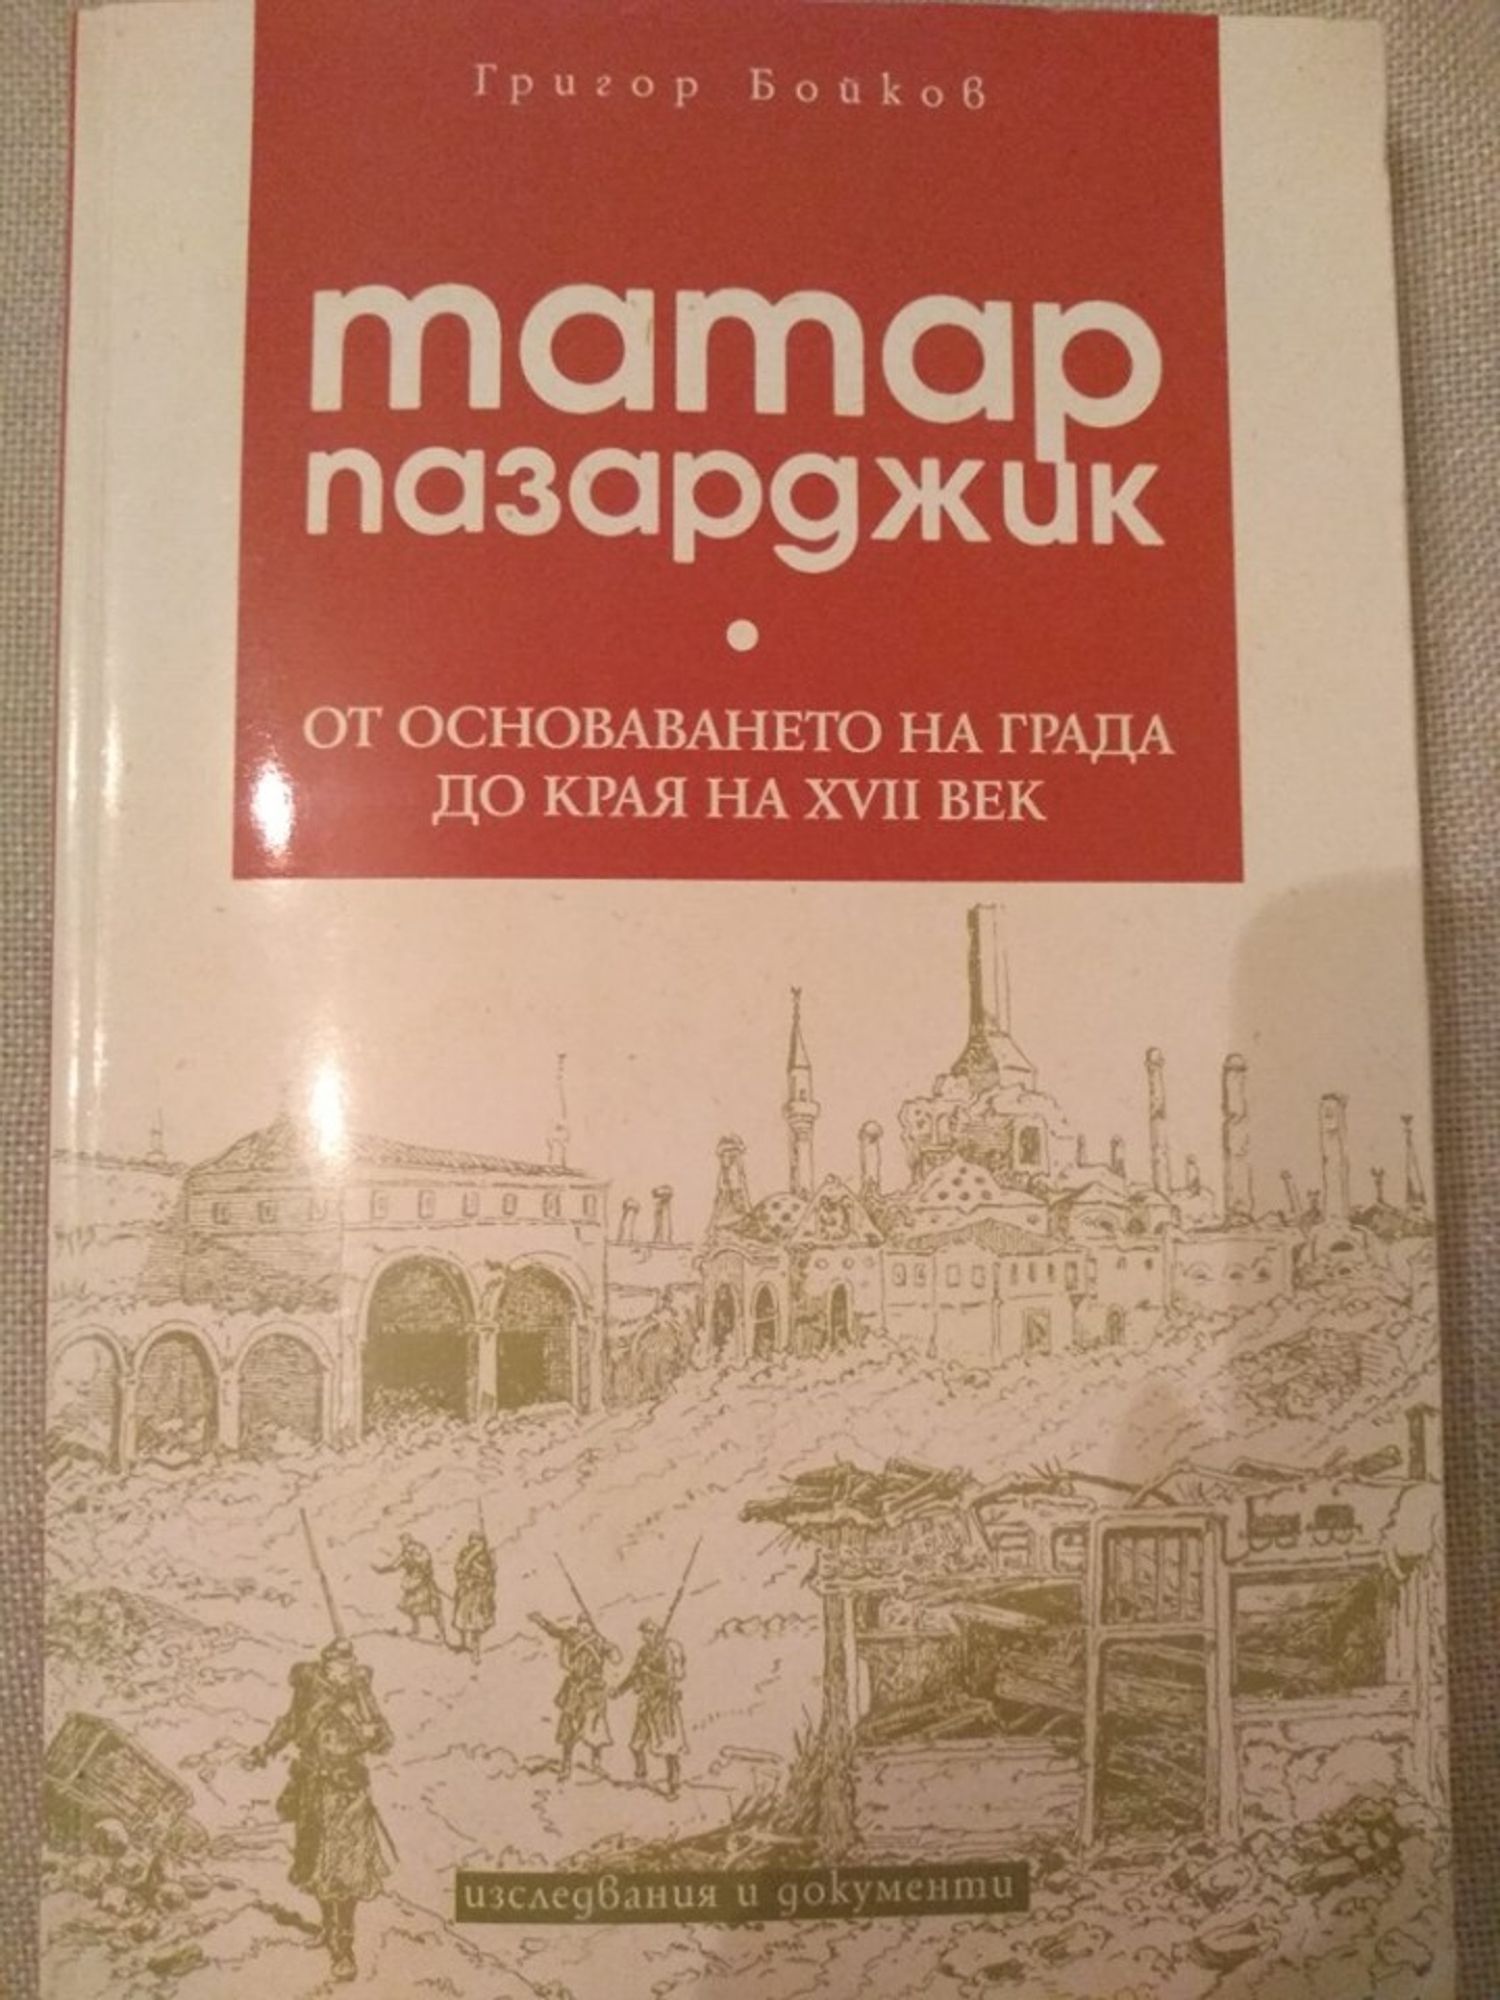 Григор Бойков
татар
пазарджик
•
ОТ ОСНОВАВАНЕТО НА ГРАДА
ДО КРАЯ НА XVII ВЕК
изследвания и документи